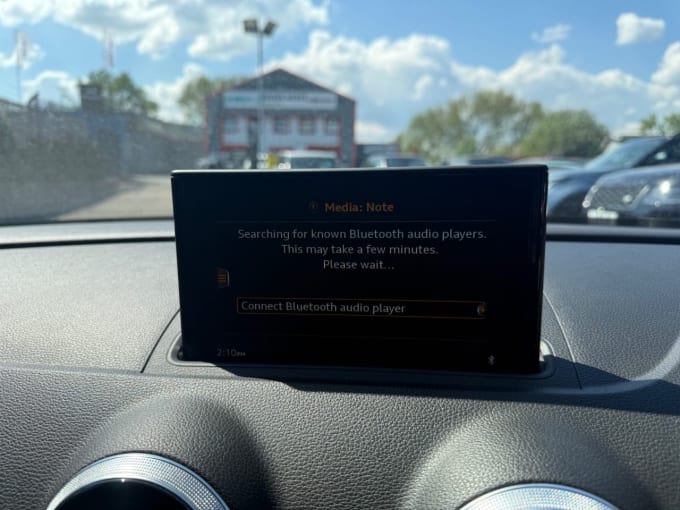 Media: Note
Searching for known Bluetooth audio players.
This may take a few minutes.
Please wait...
Connect Bluetooth audio player
2:10PM